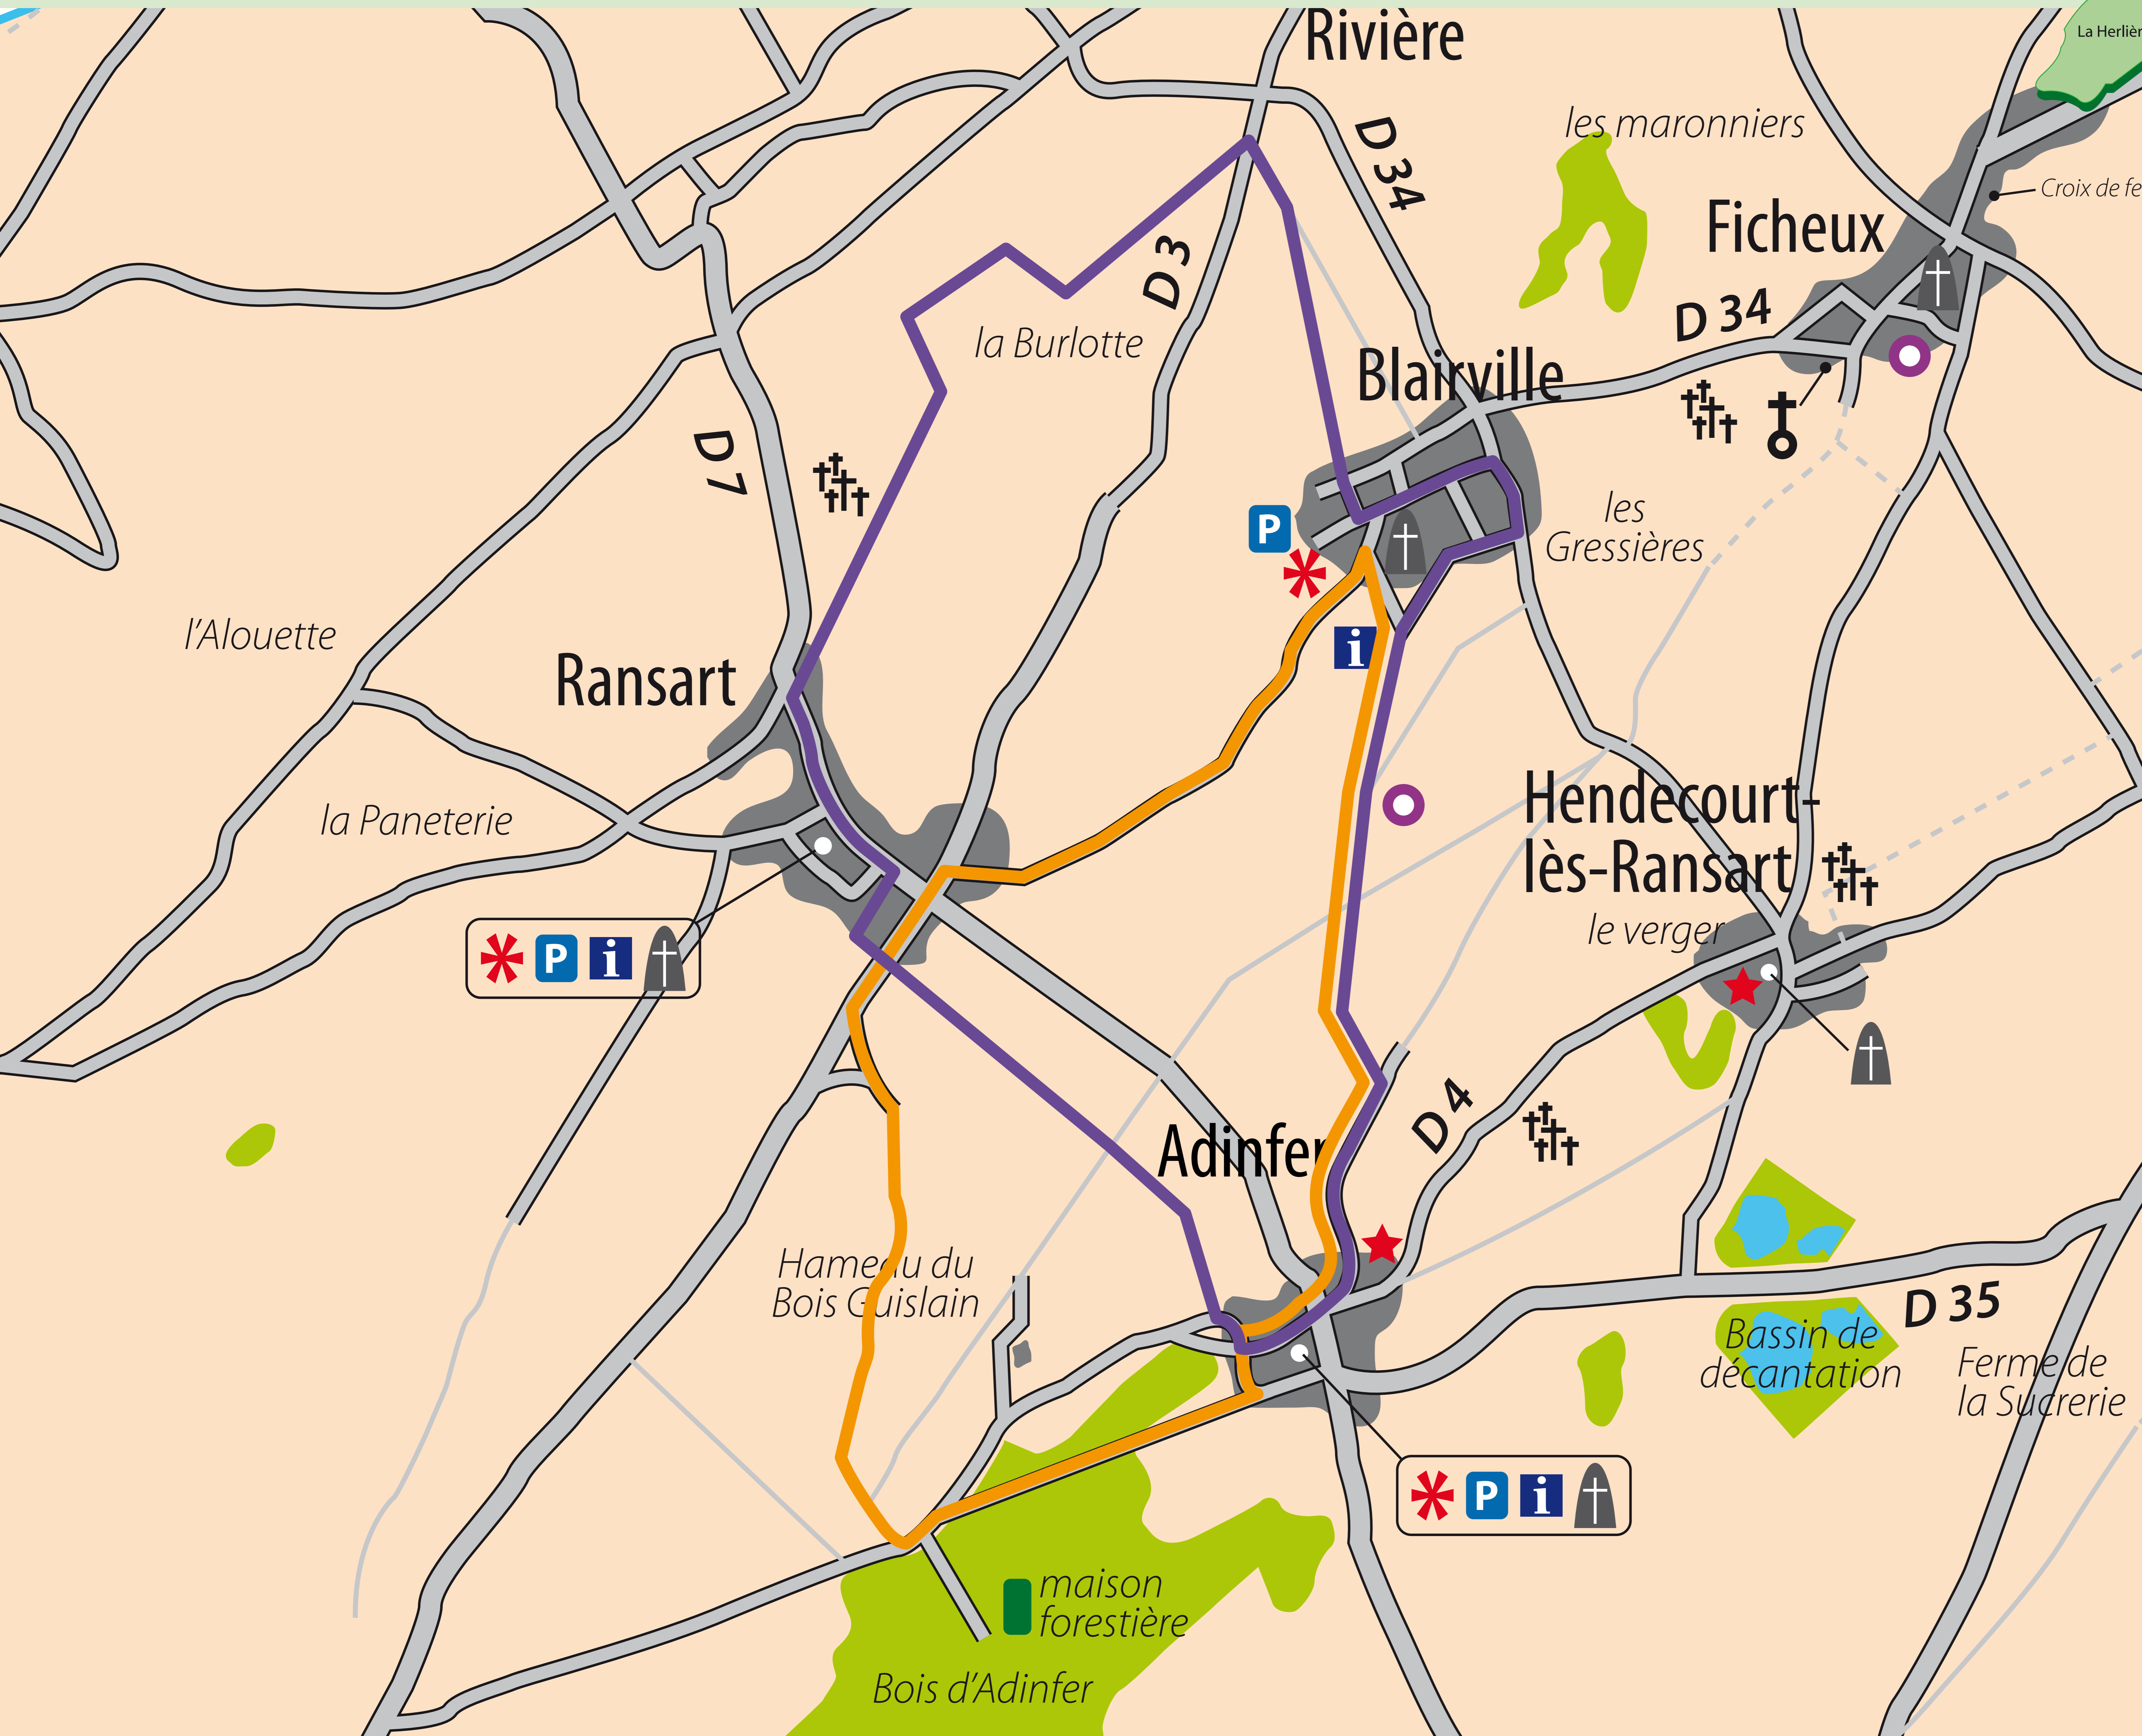 Rivière
La Herlièr
les maronniers
D 34
Croix de fe
Ficheux
D 3
D 34
la Burlotte
Blairville
D 7
P
les
Gressières
l'Alouette
i
Ransart
Hendecourt-
lès-Ransart
la Paneterie
le verger
P i
D 4
Adinfer
Hameau du
Bois Guislain
D 35
Bassin de
décantation
Ferme de
la Sucrerie
P i
maison
forestière
Bois d'Adinfer